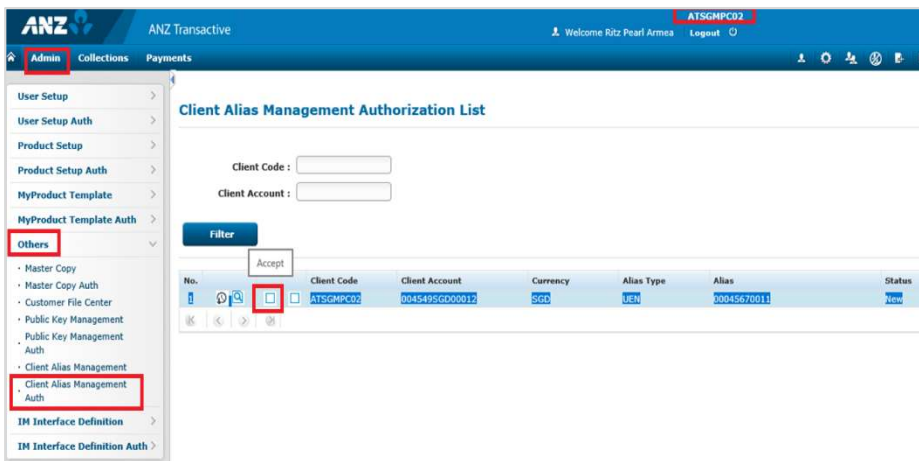 ATSGMPC02
ANZ ANZ Transactive Welcome Ritz Pearl Armea Logout
Admin Collections Payments
User Setup
User Setup Auth
Product Setup
Product Setup Auth
MyProduct Template
MyProduct Template Auth
Others
Master Copy
Master Copy Auth
Customer File Center
Public Key Management
Public Key Management
Auth
Client Alias Management
Client Alias Management
Auth
IM Interface Definition
IM Interface Definition Auth
Client Alias Management Authorization List
Client Code :
Client Account :
Filter
Accept
No. Client Code Client Account Currency Alias Type Alias Status
1 ATSGMPC02 004549SGD00012 SGD UEN 00045670011 New